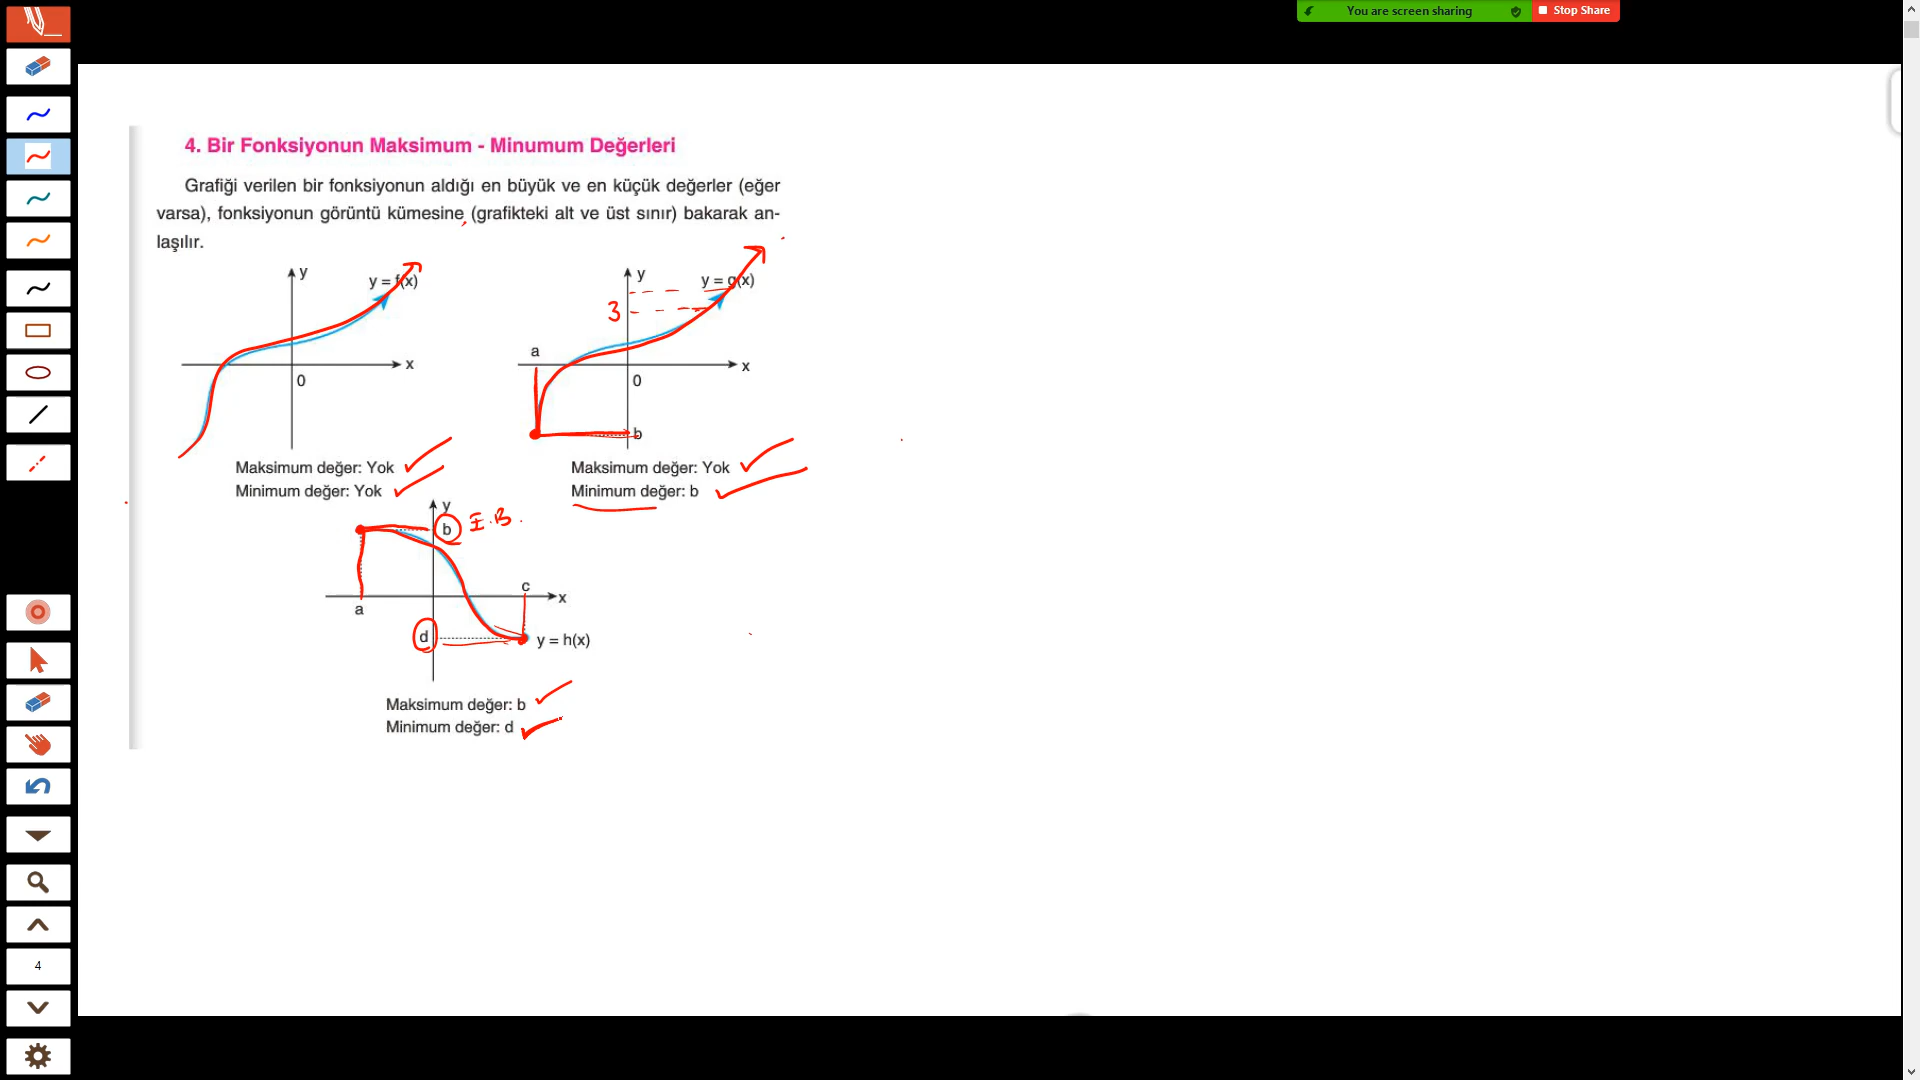 You are screen sharing
Stop Share
4. Bir Fonksiyonun Maksimum - Minumum Değerleri
Grafiği verilen bir fonksiyonun aldığı en büyük ve en küçük değerler (eğer
varsa), fonksiyonun görüntü kümesine (grafikteki alt ve üst sınır) bakarak an-
laşılır.
y
y = f(x)
x
0
Maksimum değer: Yok
Minimum değer: Yok
y
y = g(x)
3
a
x
0
b
Maksimum değer: Yok
Minimum değer: b
y
b
E.B.
c
x
a
d
y = h(x)
Maksimum değer: b
Minimum değer: d
4